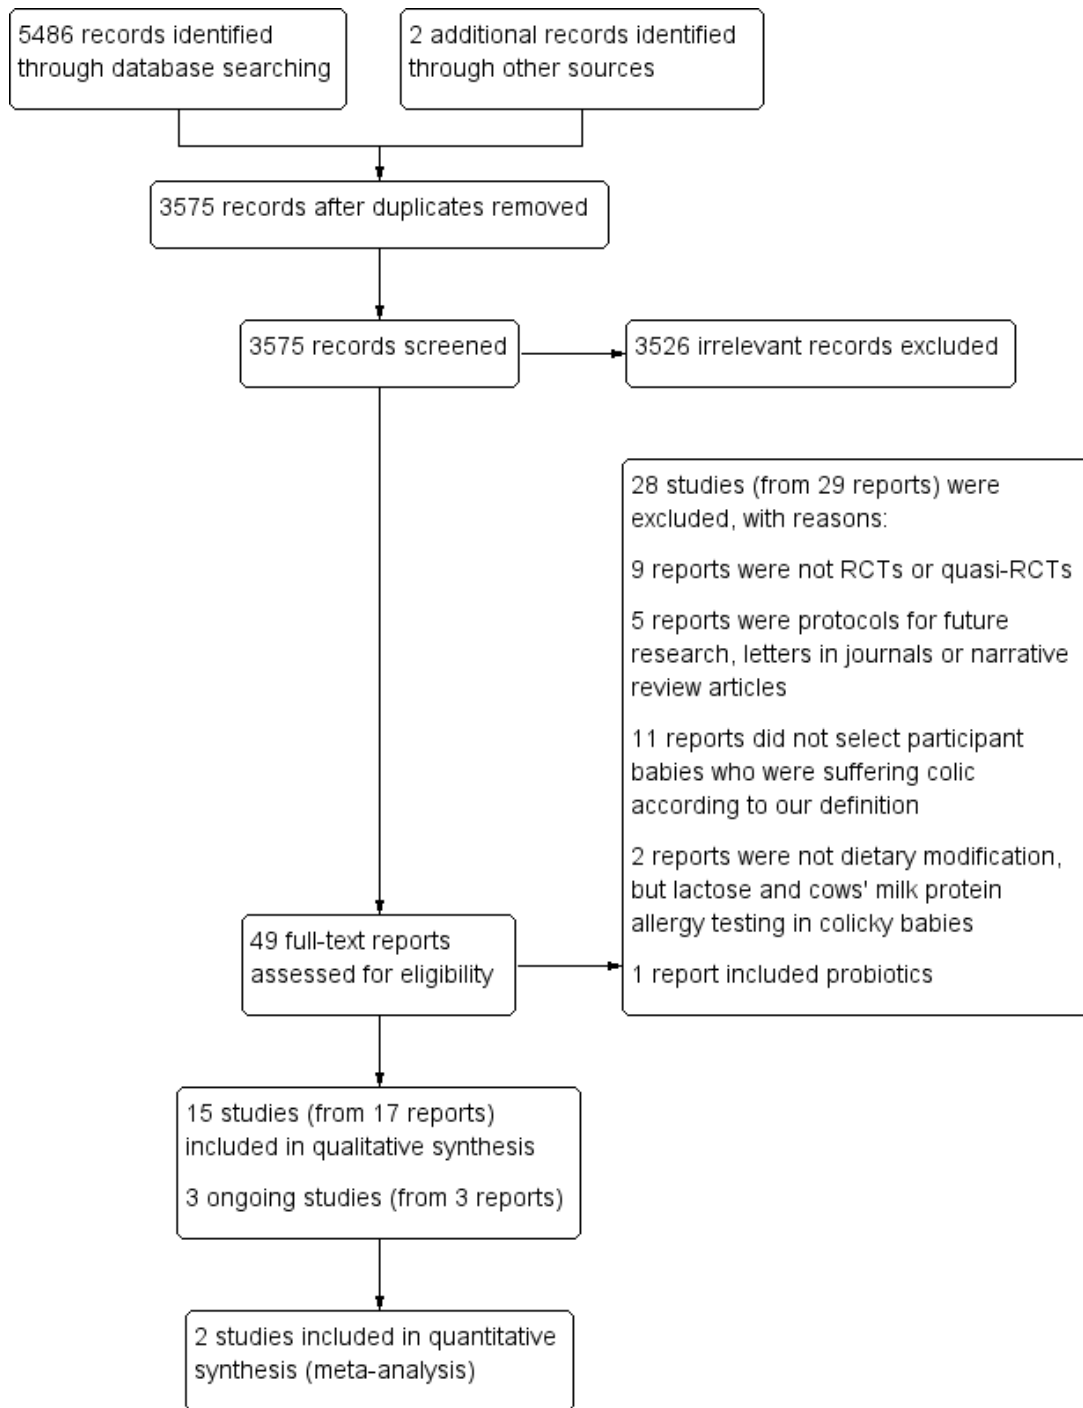 5486 records identified
through database searching
2 additional records identified
through other sources
3575 records after duplicates removed
3575 records screened
3526 irrelevant records excluded
28 studies (from 29 reports) were
excluded, with reasons:
9 reports were not RCTs or quasi-RCTs
5 reports were protocols for future
research, letters in journals or narrative
review articles
11 reports did not select participant
babies who were suffering colic
according to our definition
2 reports were not dietary modification,
but lactose and cows' milk protein
allergy testing in colicky babies
1 report included probiotics
49 full-text reports
assessed for eligibility
15 studies (from 17 reports)
included in qualitative synthesis
3 ongoing studies (from 3 reports)
2 studies included in quantitative
synthesis (meta-analysis)